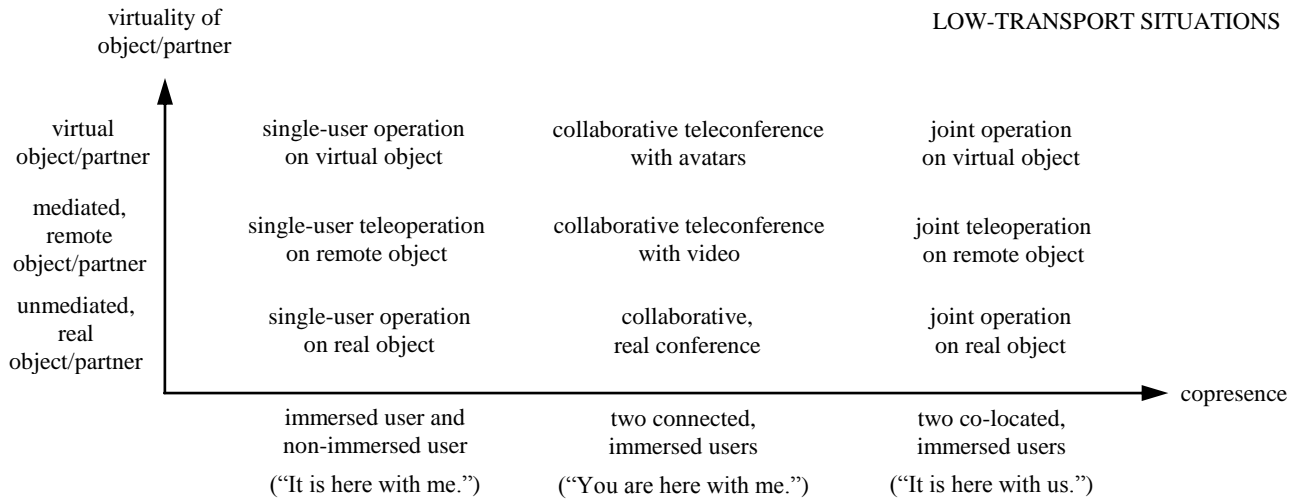 virtuality of
object/partner
LOW-TRANSPORT SITUATIONS
virtual
object/partner
single-user operation
on virtual object
collaborative teleconference
with avatars
joint operation
on virtual object
mediated,
remote
object/partner
single-user teleoperation
on remote object
collaborative teleconference
with video
joint teleoperation
on remote object
unmediated,
real
object/partner
single-user operation
on real object
collaborative,
real conference
joint operation
on real object
copresence
immersed user and
non-immersed user
(“It is here with me.”)
two connected,
immersed users
(“You are here with me.”)
two co-located,
immersed users
(“It is here with us.”)